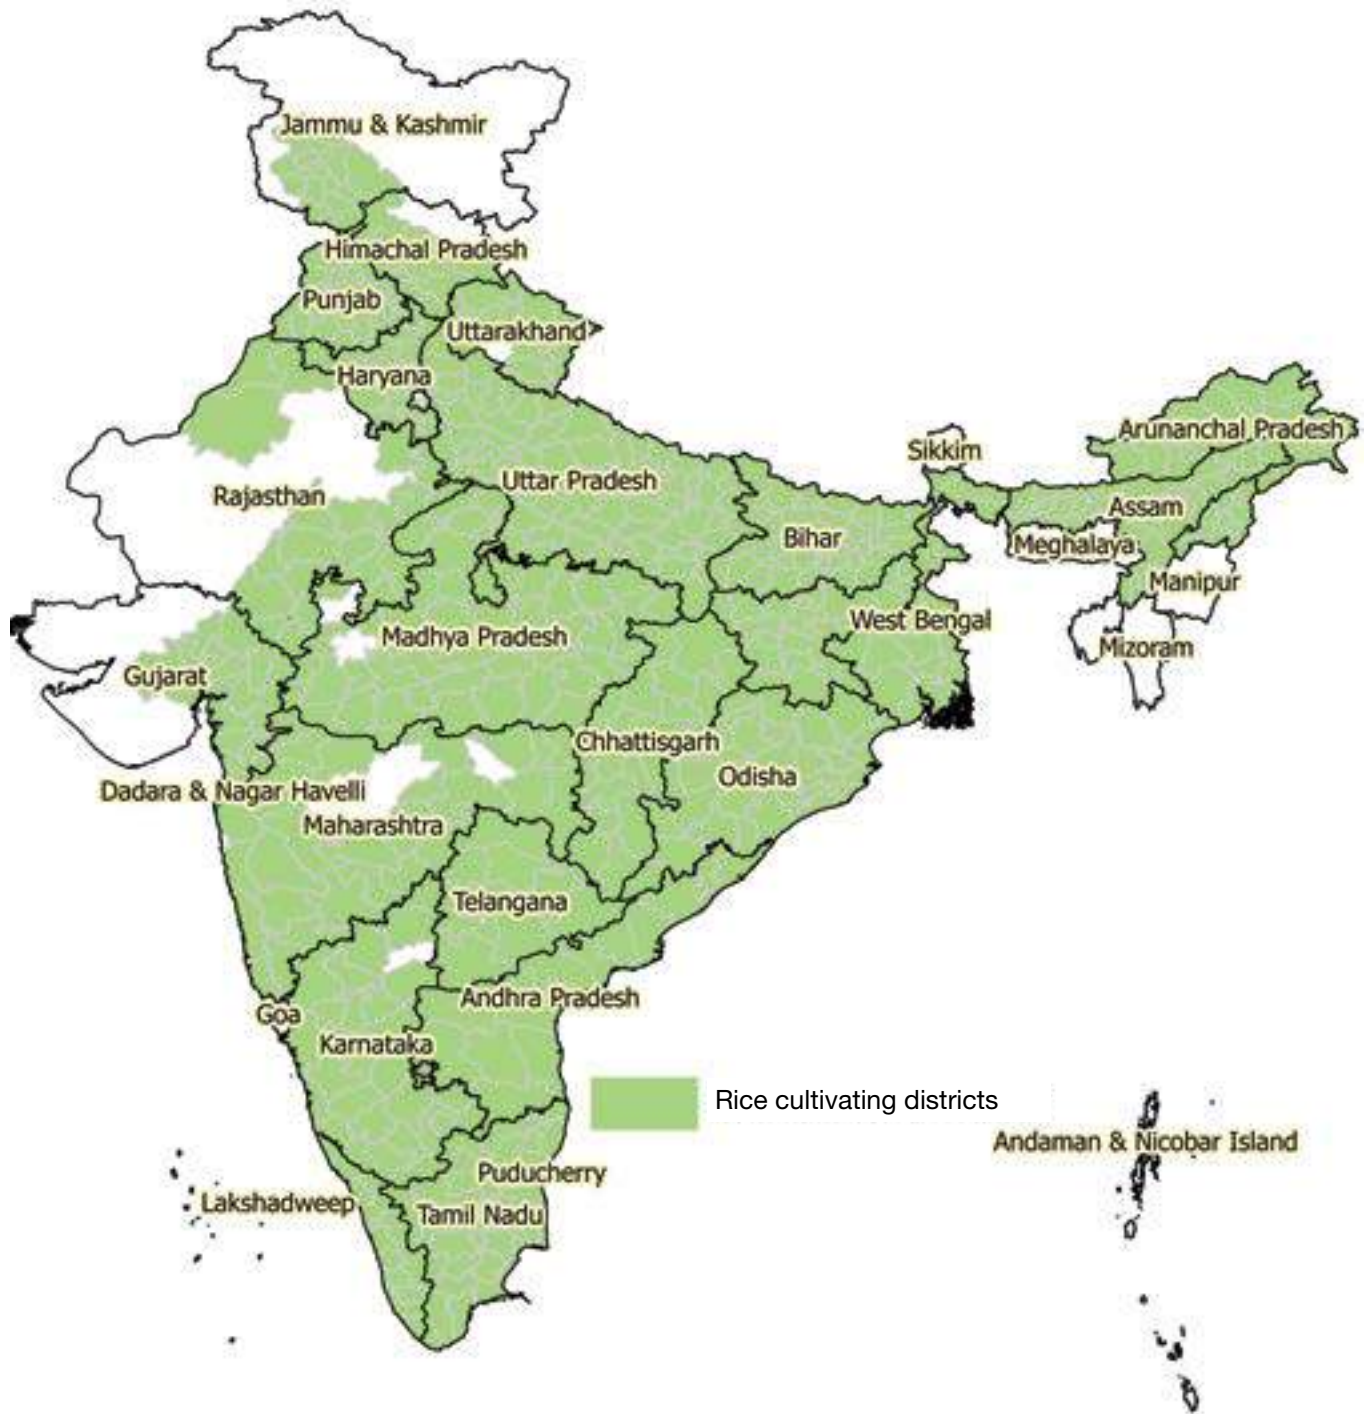 Jammu & Kashmir
Himachal Pradesh
Punjab
Uttarakhand
Haryana
Arunanchal Pradesh
Sikkim
Uttar Pradesh
Rajasthan
Assam
Bihar
Meghalaya
Manipur
West Bengal
Madhya Pradesh
Mizoram
Gujarat
Chhattisgarh
Odisha
Dadara & Nagar Havelli
Maharashtra
Telangana
Andhra Pradesh
Goa
Karnataka
Rice cultivating districts
Andaman & Nicobar Island
Puducherry
Lakshadweep
Tamil Nadu